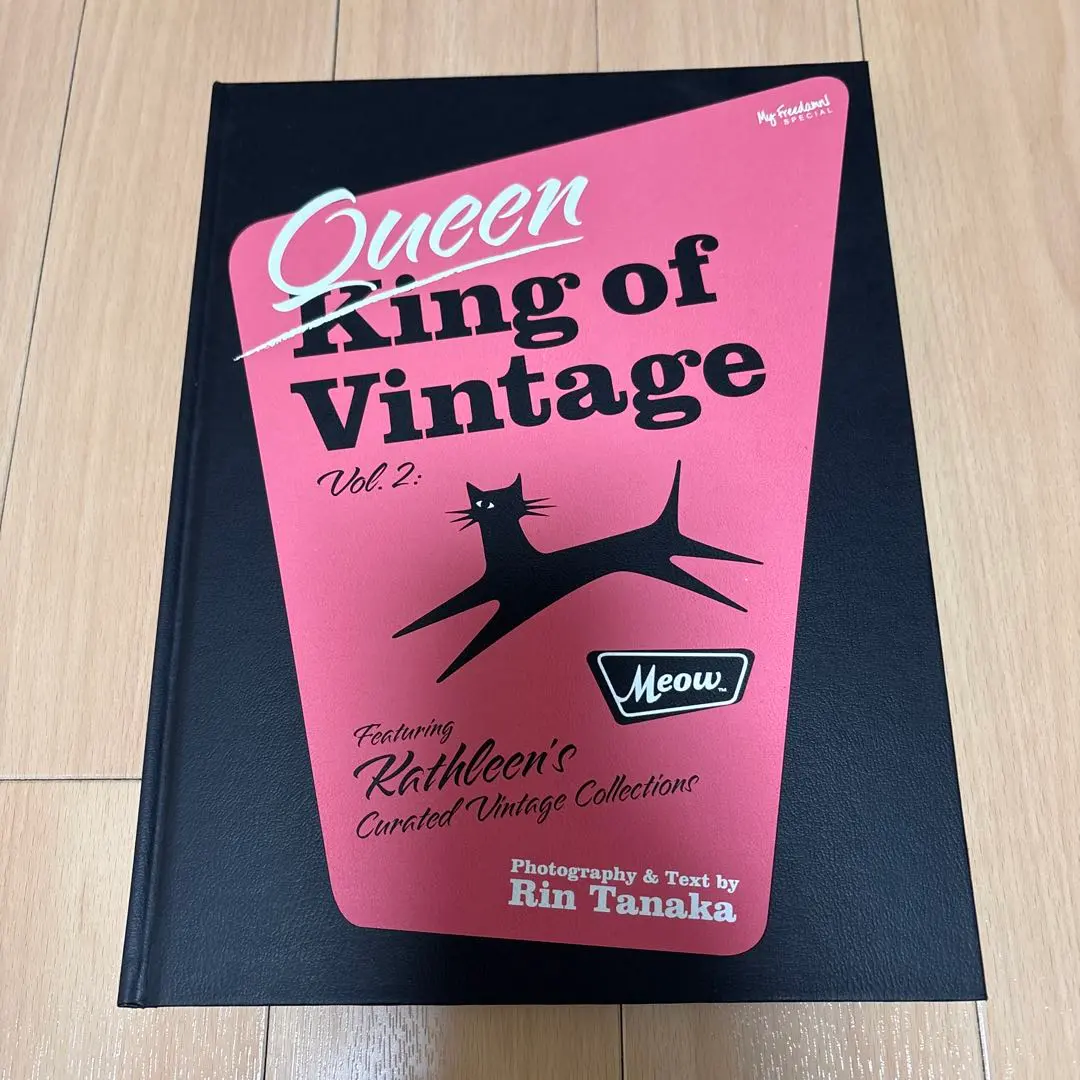 My Freedamn!
SPECIAL
Queen
King of
Vintage
Vol. 2:
Meow™
Featuring
Kathleen's
Curated Vintage Collections
Photography & Text by
Rin Tanaka